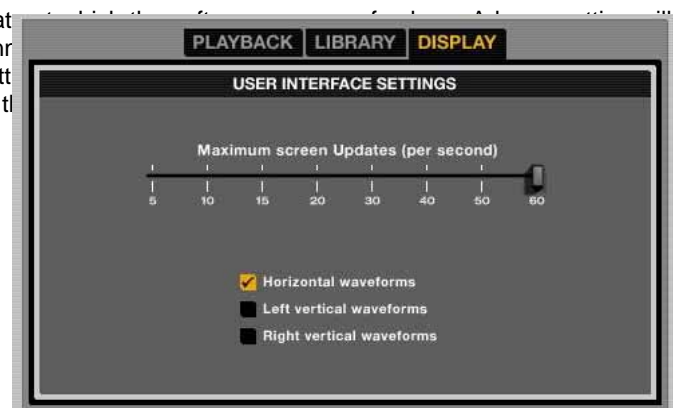 PLAYBACK LIBRARY DISPLAY
USER INTERFACE SETTINGS
Maximum screen Updates (per second)
5 10 15 20 30 40 50 60
Horizontal waveforms
Left vertical waveforms
Right vertical waveforms